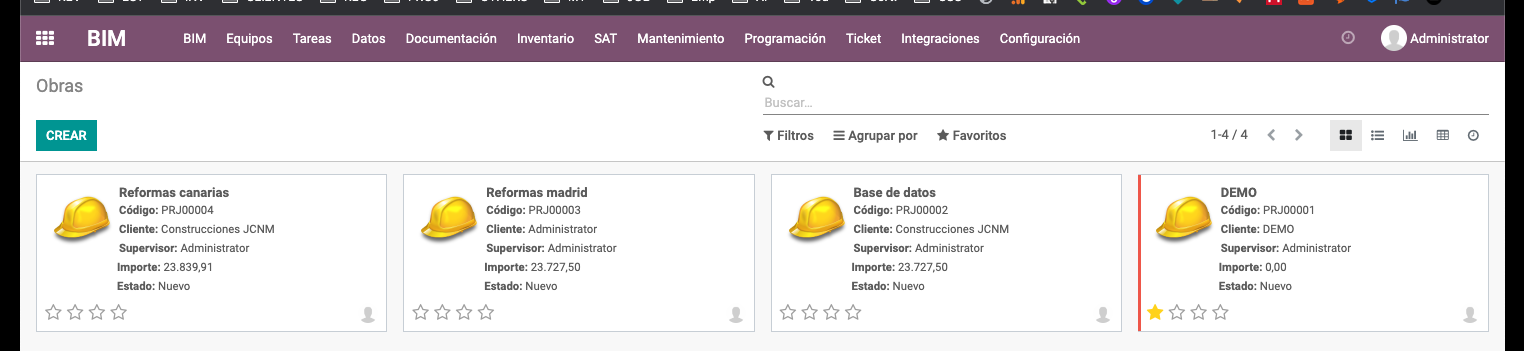 BIM BIM Equipos Tareas Datos Documentación Inventario SAT Mantenimiento Programación Ticket Integraciones Configuración Administrator
Obras
Buscar...
CREAR Filtros Agrupar por Favoritos 1-4 / 4
Reformas canarias
Código: PRJ00004
Cliente: Construcciones JCNM
Supervisor: Administrator
Importe: 23.839,91
Estado: Nuevo
Reformas madrid
Código: PRJ00003
Cliente: Administrator
Supervisor: Administrator
Importe: 23.727,50
Estado: Nuevo
Base de datos
Código: PRJ00002
Cliente: Construcciones JCNM
Supervisor: Administrator
Importe: 23.727,50
Estado: Nuevo
DEMO
Código: PRJ00001
Cliente: DEMO
Supervisor: Administrator
Importe: 0,00
Estado: Nuevo